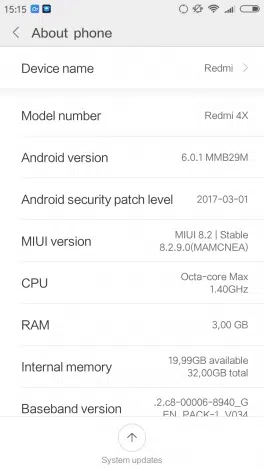 15:15
About phone
Device name Redmi
Model number Redmi 4X
Android version 6.0.1 MMB29M
Android security patch level 2017-03-01
MIUI version MIUI 8.2 | Stable
8.2.9.0(MAMCNEA)
CPU Octa-core Max
1.40GHz
RAM 3,00 GB
Internal memory 19,99GB available
32,00GB total
Baseband version .2.c8-00006-8940_G
EN_PACK-1_V034
System updates